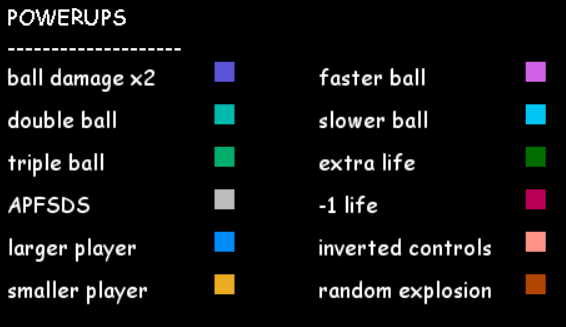 POWERUPS
--------------------
ball damage x2
double ball
triple ball
APFSDS
larger player
smaller player
faster ball
slower ball
extra life
-1 life
inverted controls
random explosion